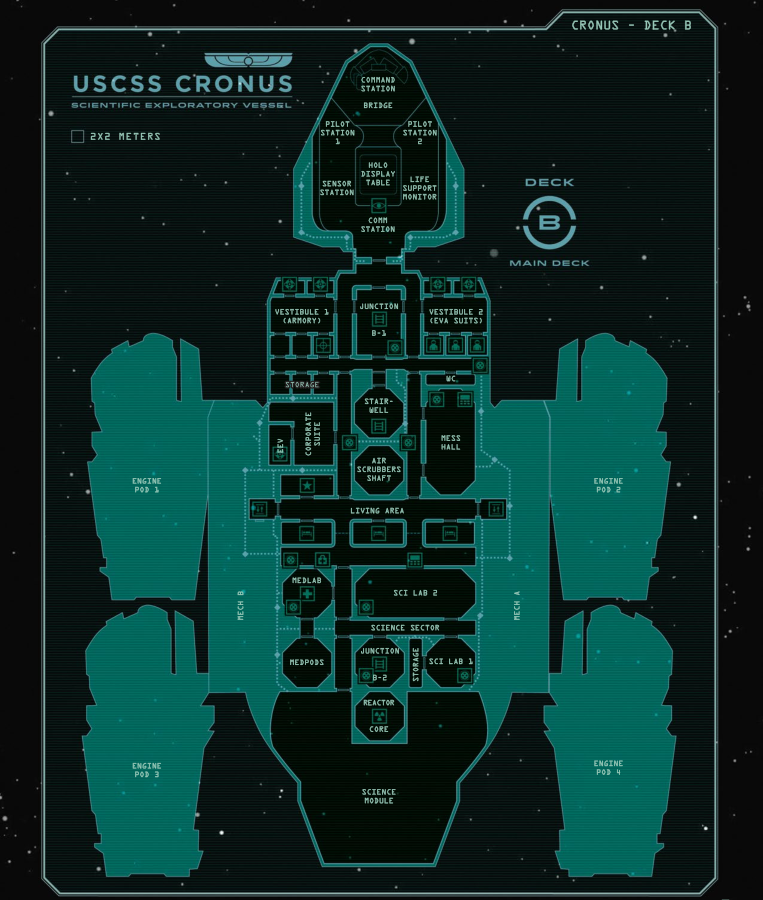 CRONUS - DECK B
USCSS CRONUS
SCIENTIFIC EXPLORATORY VESSEL
2X2 METERS
COMMAND
STATION
BRIDGE
PILOT
STATION
1
PILOT
STATION
2
HOLO
DISPLAY
TABLE
SENSOR
STATION
LIFE
SUPPORT
MONITOR
COMM
STATION
DECK
B
MAIN DECK
VESTIBULE 1
(ARMORY)
JUNCTION
B-1
VESTIBULE 2
(EVA SUITS)
STORAGE
WC
STAIR-
WELL
CORPORATE
SUITE
EEV
MESS
HALL
AIR
SCRUBBERS
SHAFT
ENGINE
POD 1
ENGINE
POD 2
LIVING AREA
MEDLAB
SCI LAB 2
MECH B
MECH A
SCIENCE SECTOR
MEDPODS
JUNCTION
B-2
STORAGE
SCI LAB 1
REACTOR
CORE
ENGINE
POD 3
ENGINE
POD 4
SCIENCE
MODULE